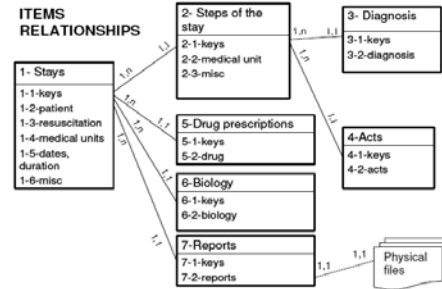 ITEMS
RELATIONSHIPS
1- Stays
1-1-keys
1-2-patient
1-3-resuscitation
1-4-medical units
1-5-dates,
duration
1-6-misc
2- Steps of the
stay
2-1-keys
2-2-medical unit
2-3-misc
3- Diagnosis
3-1-keys
3-2-diagnosis
4-Acts
4-1-keys
4-2-acts
5-Drug prescriptions
5-1-keys
5-2-drug
6-Biology
6-1-keys
6-2-biology
7-Reports
7-1-keys
7-2-reports
Physical
files
1,n
1,1
1,n
1,1
1,n
1,1
1,n
1,1
1,n
1,1
1,n
1,1
1,1
1,1